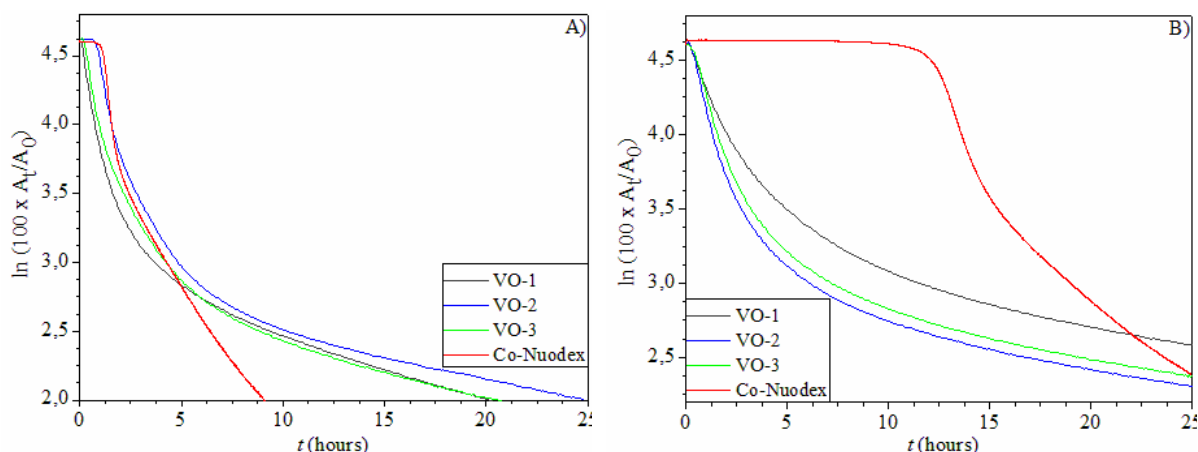 A)
ln (100 x At/A0)
4,5
4,0
3,5
3,0
2,5
2,0
VO-1
VO-2
VO-3
Co-Nuodex
0
5
10
15
20
25
t (hours)
B)
ln (100 x At/A0)
4,5
4,0
3,5
3,0
2,5
VO-1
VO-2
VO-3
Co-Nuodex
0
5
10
15
20
25
t (hours)